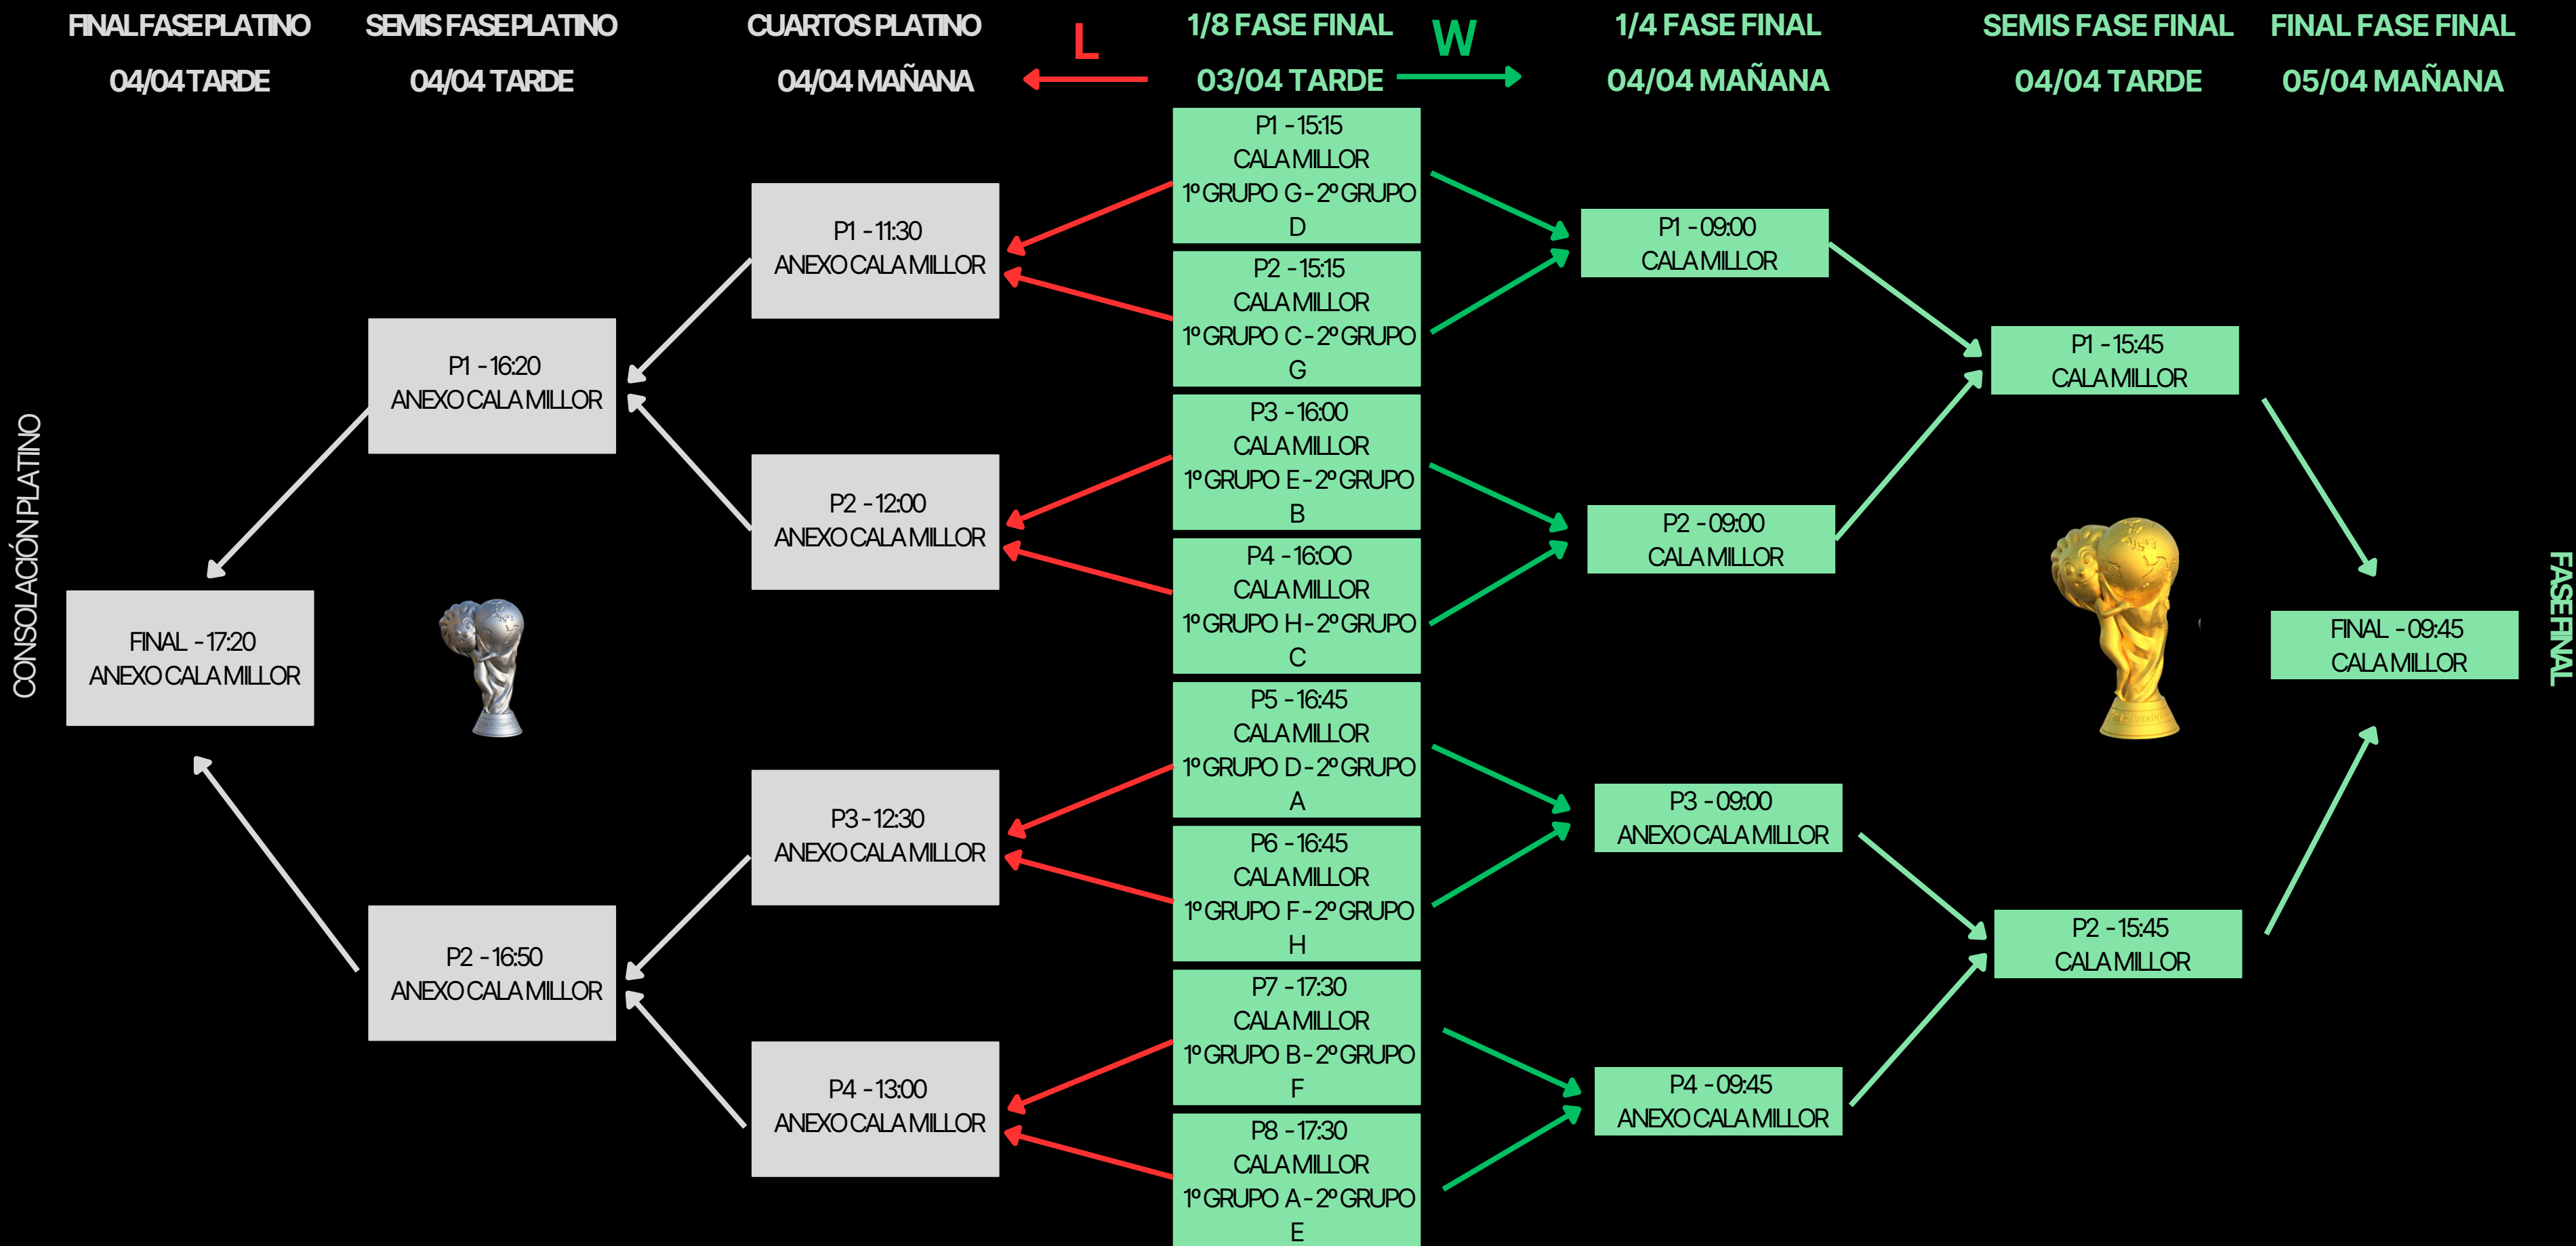 FINAL FASE PLATINO
04/04 TARDE
SEMIS FASE PLATINO
04/04 TARDE
CUARTOS PLATINO
04/04 MAÑANA
L
1/8 FASE FINAL
03/04 TARDE
W
1/4 FASE FINAL
04/04 MAÑANA
SEMIS FASE FINAL
04/04 TARDE
FINAL FASE FINAL
05/04 MAÑANA
CONSOLACIÓN PLATINO
FINAL - 17:20
ANEXO CALA MILLOR
P1 - 16:20
ANEXO CALA MILLOR
P2 - 16:50
ANEXO CALA MILLOR
P1 - 11:30
ANEXO CALA MILLOR
P2 - 12:00
ANEXO CALA MILLOR
P3 - 12:30
ANEXO CALA MILLOR
P4 - 13:00
ANEXO CALA MILLOR
P1 - 15:15
CALA MILLOR
1º GRUPO G - 2º GRUPO
D
P2 - 15:15
CALA MILLOR
1º GRUPO C - 2º GRUPO
G
P3 - 16:00
CALA MILLOR
1º GRUPO E - 2º GRUPO
B
P4 - 16:OO
CALA MILLOR
1º GRUPO H - 2º GRUPO
C
P5 - 16:45
CALA MILLOR
1º GRUPO D - 2º GRUPO
A
P6 - 16:45
CALA MILLOR
1º GRUPO F - 2º GRUPO
H
P7 - 17:30
CALA MILLOR
1º GRUPO B - 2º GRUPO
F
P8 - 17:30
CALA MILLOR
1º GRUPO A - 2º GRUPO
E
P1 - 09:00
CALA MILLOR
P2 - 09:00
CALA MILLOR
P3 - 09:00
ANEXO CALA MILLOR
P4 - 09:45
ANEXO CALA MILLOR
P1 - 15:45
CALA MILLOR
P2 - 15:45
CALA MILLOR
FINAL - 09:45
CALA MILLOR
FASE FINAL